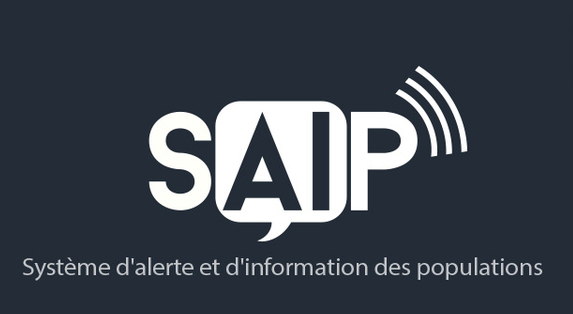 SAIP
Système d'alerte et d'information des populations